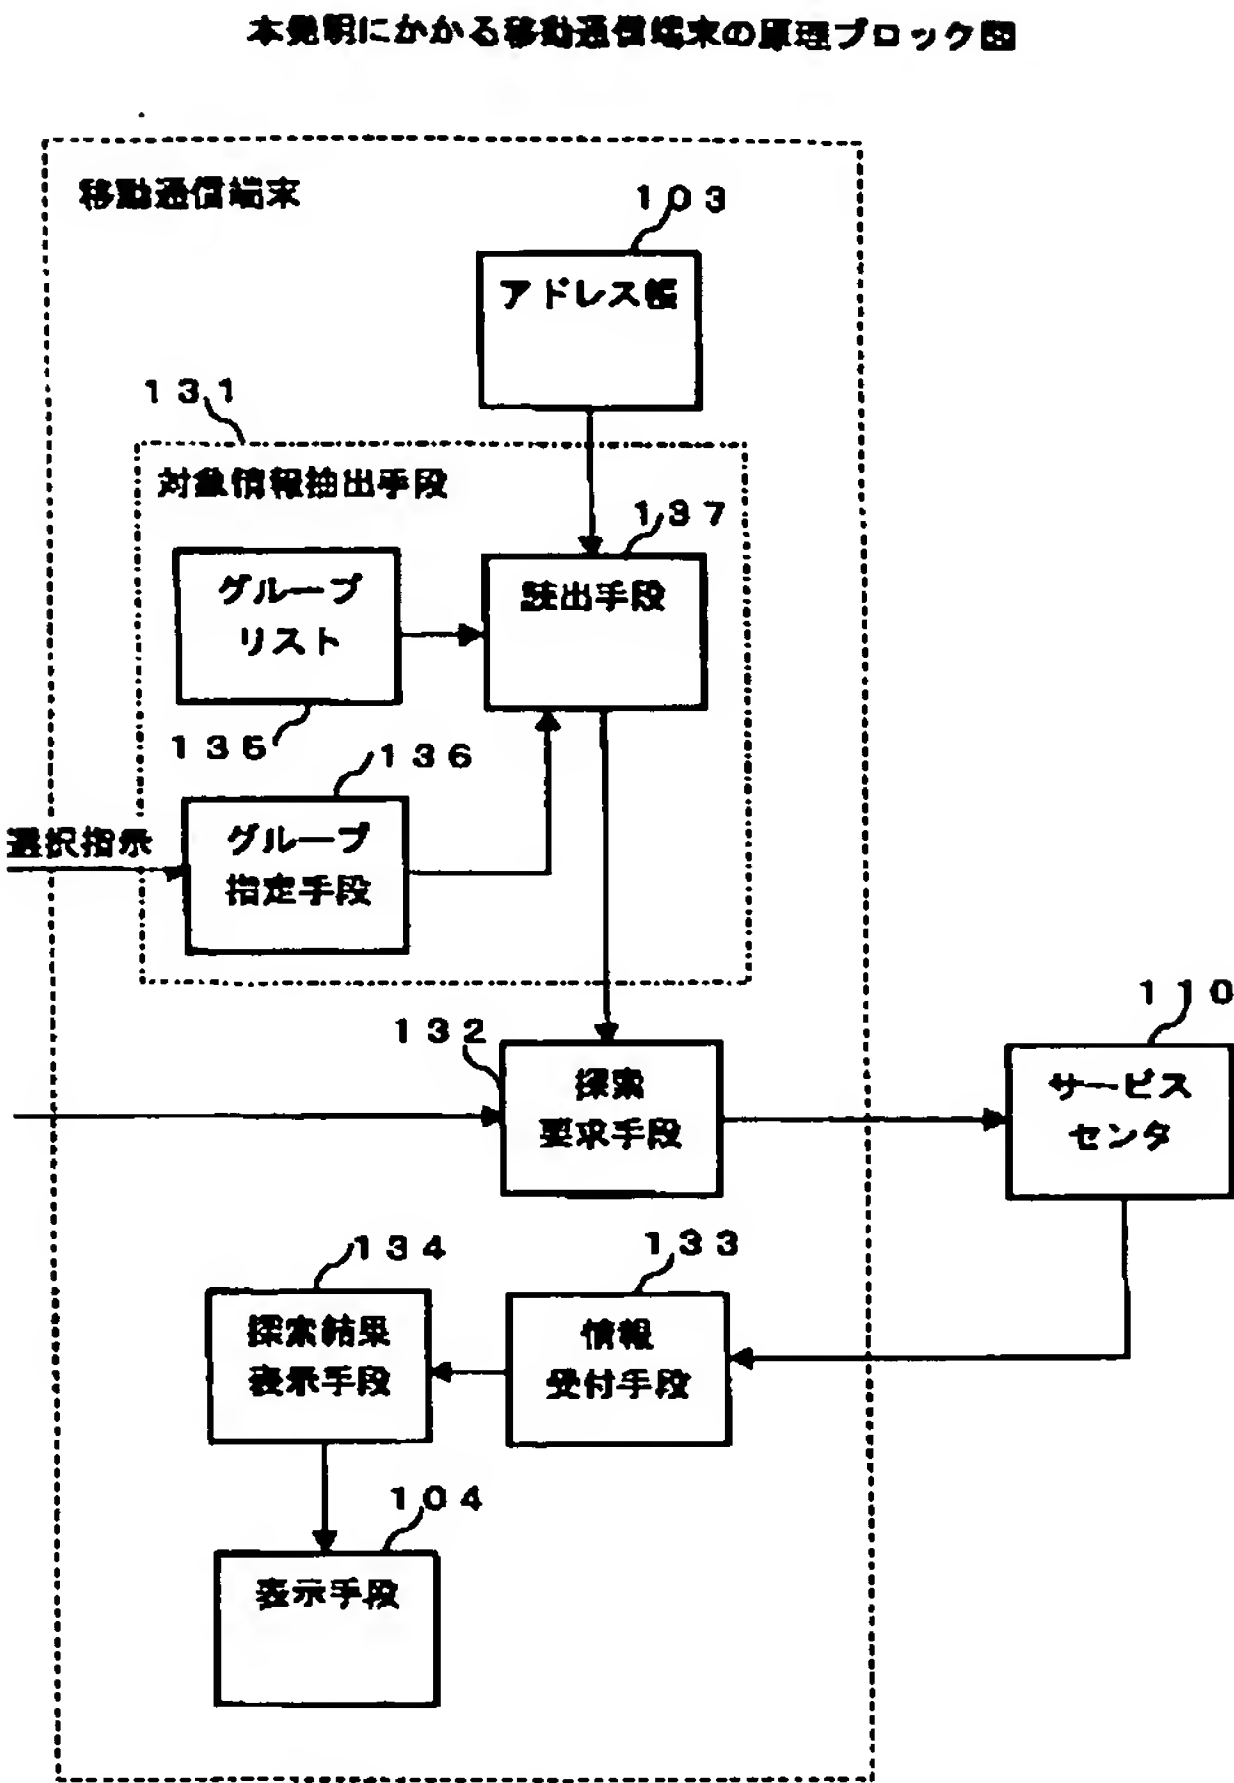 本発明にかかる移動通信端末の原理ブロック図
移動通信端末
103
アドレス帳
131
対象情報抽出手段
137
読出手段
グループ
リスト
135
136
選択指示
グループ
指定手段
110
132
探索
要求手段
サービス
センタ
134
133
探索結果
表示手段
情報
受付手段
104
表示手段